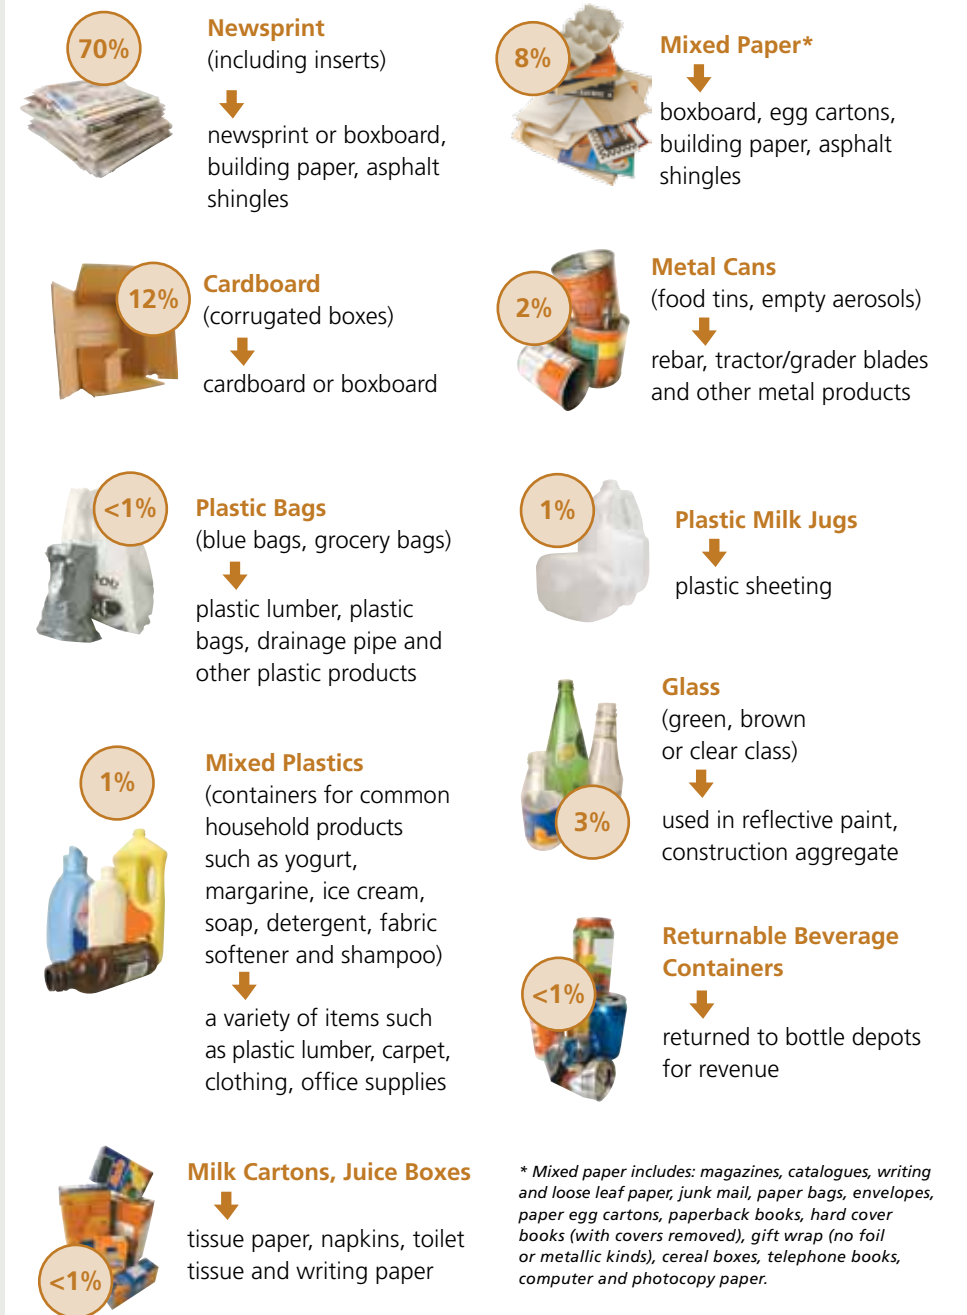 70%
Newsprint
(including inserts)
newsprint or boxboard,
building paper, asphalt
shingles
8%
Mixed Paper*
boxboard, egg cartons,
building paper, asphalt
shingles
12%
Cardboard
(corrugated boxes)
cardboard or boxboard
2%
Metal Cans
(food tins, empty aerosols)
rebar, tractor/grader blades
and other metal products
<1%
Plastic Bags
(blue bags, grocery bags)
plastic lumber, plastic
bags, drainage pipe and
other plastic products
1%
Plastic Milk Jugs
plastic sheeting
1%
Mixed Plastics
(containers for common
household products
such as yogurt,
margarine, ice cream,
soap, detergent, fabric
softener and shampoo)
a variety of items such
as plastic lumber, carpet,
clothing, office supplies
3%
Glass
(green, brown
or clear class)
used in reflective paint,
construction aggregate
<1%
Returnable Beverage
Containers
returned to bottle depots
for revenue
<1%
Milk Cartons, Juice Boxes
tissue paper, napkins, toilet
tissue and writing paper
* Mixed paper includes: magazines, catalogues, writing
and loose leaf paper, junk mail, paper bags, envelopes,
paper egg cartons, paperback books, hard cover
books (with covers removed), gift wrap (no foil
or metallic kinds), cereal boxes, telephone books,
computer and photocopy paper.